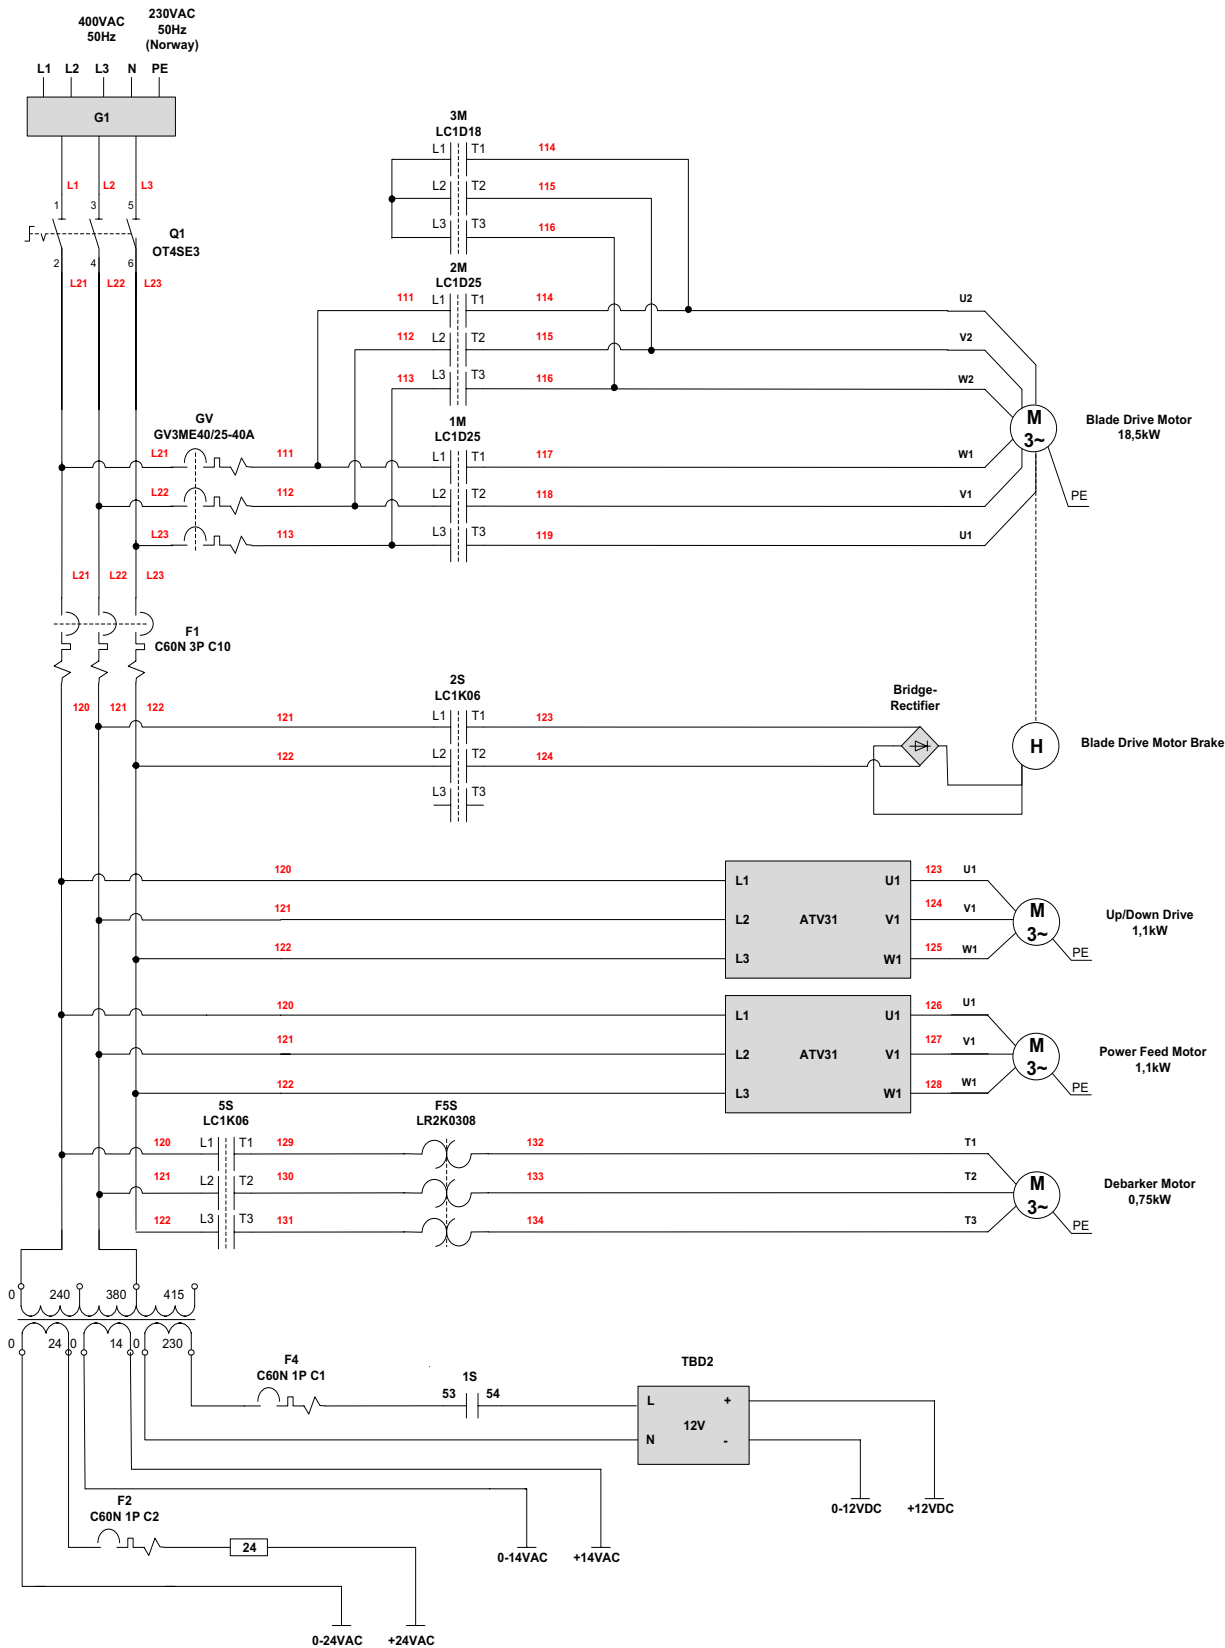 400VAC
50Hz
230VAC
50Hz
(Norway)
L1 L2 L3 N PE
G1
L1 L2 L3
1 3 5
Q1
OT4SE3
2 4 6
L21 L22 L23
3M
LC1D18
L1 T1 114
L2 T2 115
L3 T3 116
2M
LC1D25
111 L1 T1 114 U2
112 L2 T2 115 V2
113 L3 T3 116 W2
GV
GV3ME40/25-40A
1M
LC1D25
M
3~
Blade Drive Motor
18,5kW
L21 111 L1 T1 117 W1
L22 112 L2 T2 118 V1
PE
L23 113 L3 T3 119 U1
L21 L22 L23
F1
C60N 3P C10
120 121 122
2S
LC1K06
Bridge-
Rectifier
121 L1 T1 123
122 L2 T2 124
L3 T3
H
Blade Drive Motor Brake
120 L1 U1 123 U1
121 L2 ATV31 V1 124 V1
122 L3 W1 125 W1
M
3~
PE
Up/Down Drive
1,1kW
120 L1 U1 126 U1
121 L2 ATV31 V1 127 V1
122 L3 W1 128 W1
M
3~
PE
Power Feed Motor
1,1kW
5S
LC1K06
F5S
LR2K0308
120 L1 T1 129 132 T1
121 L2 T2 130 133 T2
122 L3 T3 131 134 T3
M
3~
PE
Debarker Motor
0,75kW
0 240 380 415
0 24 0 14 0 230
F4
C60N 1P C1
1S
53 54
TBD2
L +
12V
N -
0-12VDC +12VDC
F2
C60N 1P C2
24
0-14VAC +14VAC
0-24VAC +24VAC